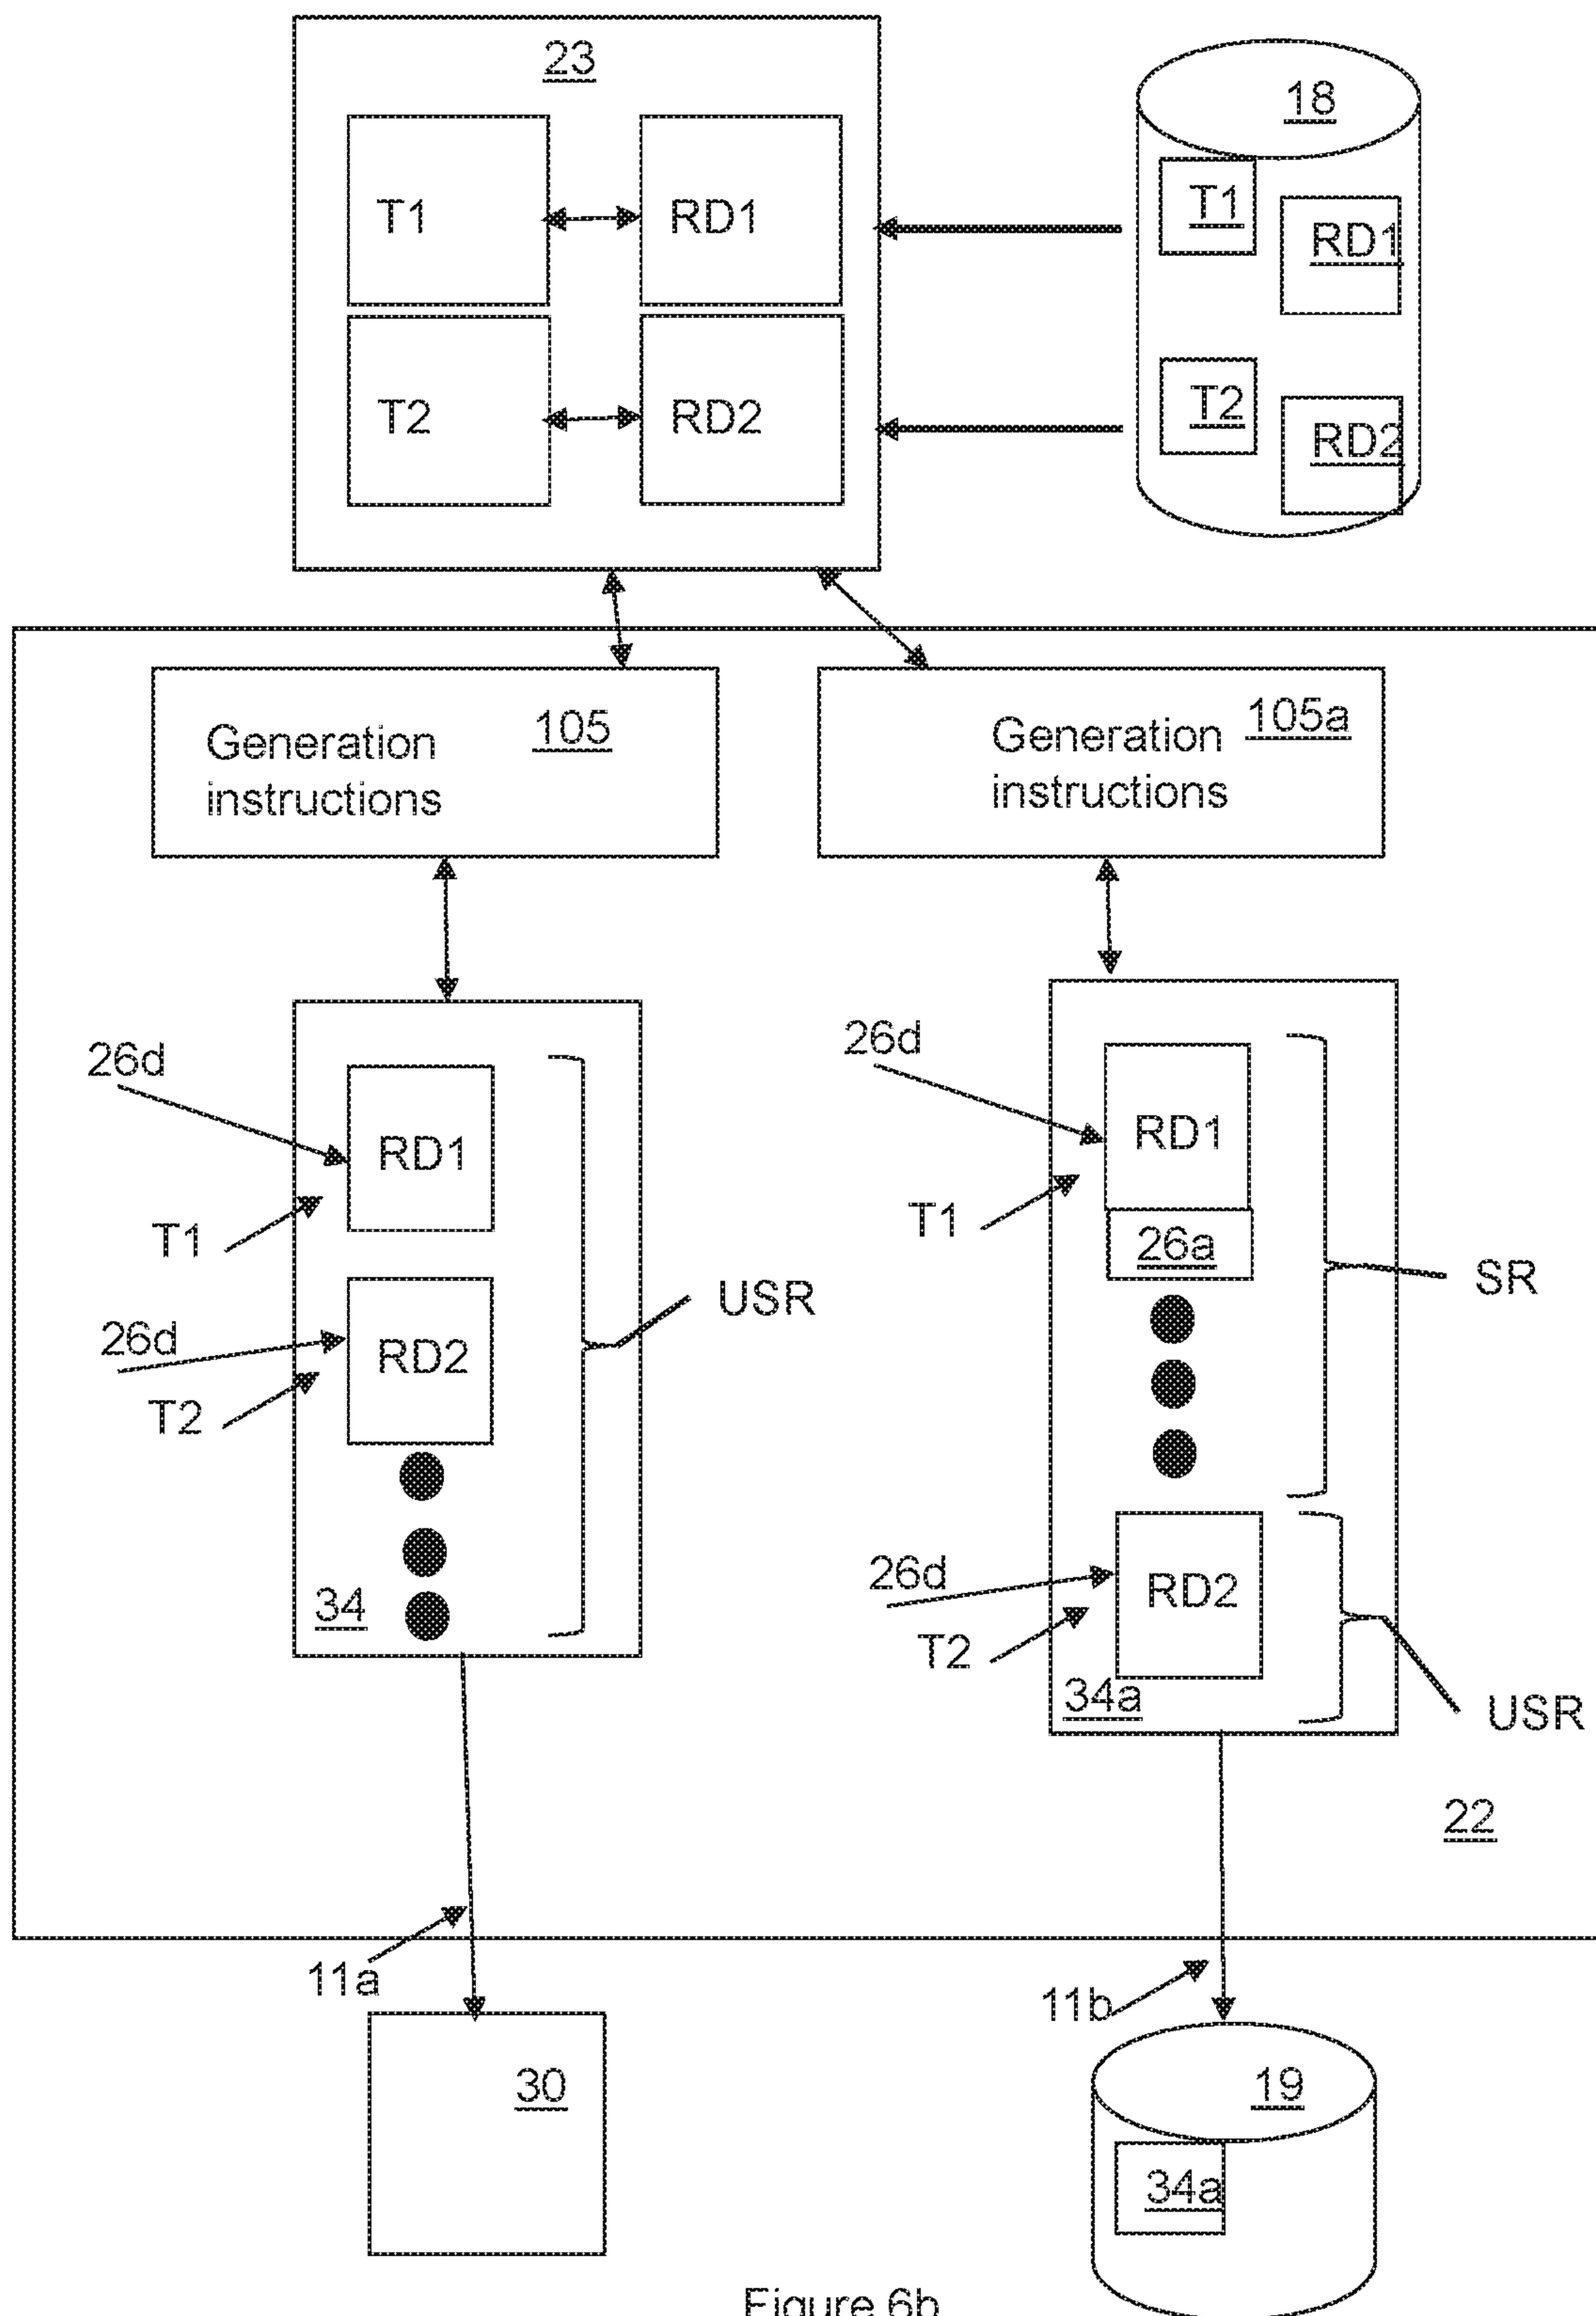 23
18
T1
RD1
T1
RD1
T2
RD2
T2
RD2
Generation
instructions
105
Generation
instructions
105a
26d
RD1
T1
26d
RD2
T2
USR
34
26d
RD1
T1
26a
SR
26d
RD2
T2
34a
USR
22
11a
11b
30
19
34a
Figure 6b